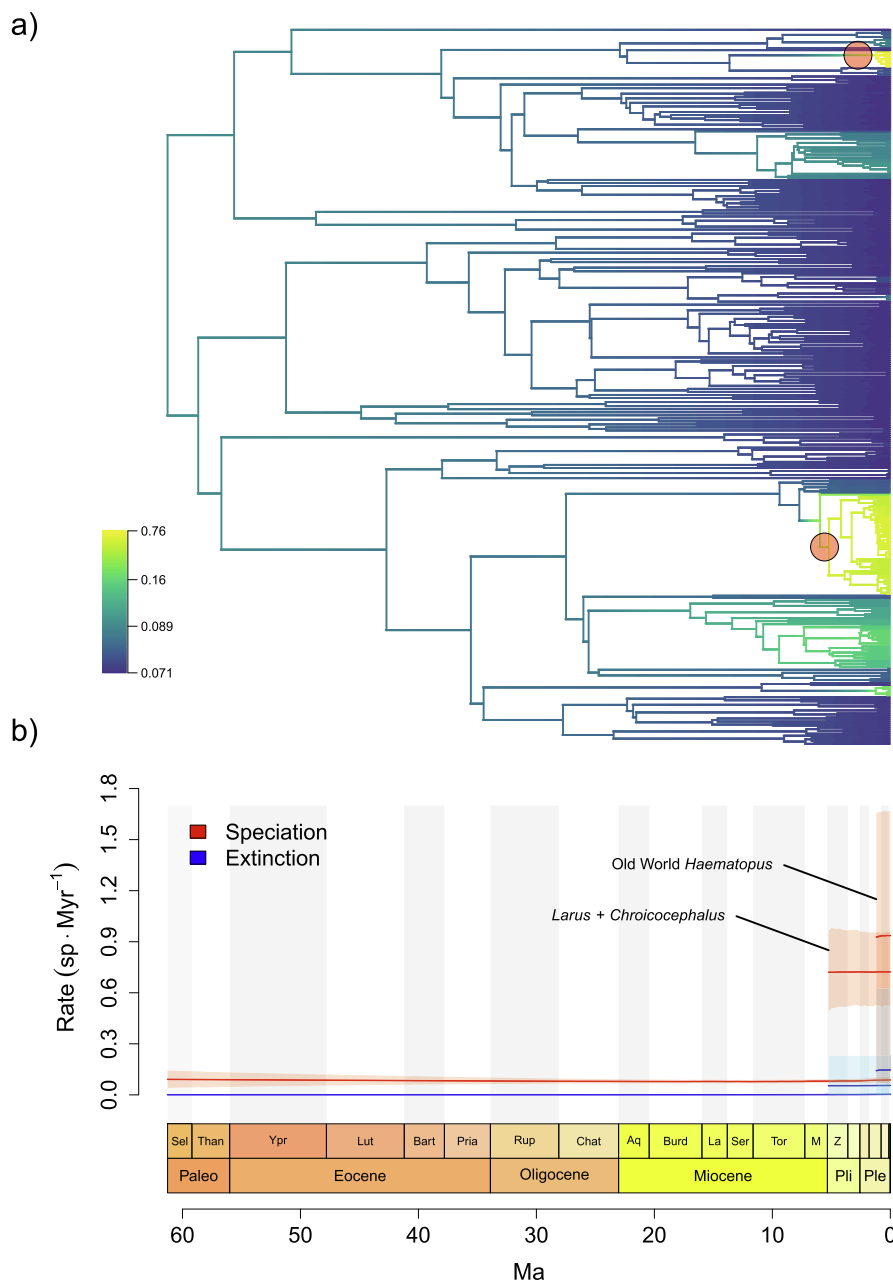 a)
0.76
0.16
0.089
0.071
b)
Rate (sp · Myr⁻¹)
1.8
1.5
1.2
0.9
0.6
0.3
0.0
Speciation
Extinction
Old World Haematopus
Larus + Chroicocephalus
Sel Than Ypr Lut Bart Pria Rup Chat Aq Burd La Ser Tor M Z
Paleo Eocene Oligocene Miocene Pli Ple
60 50 40 30 20 10 0
Ma